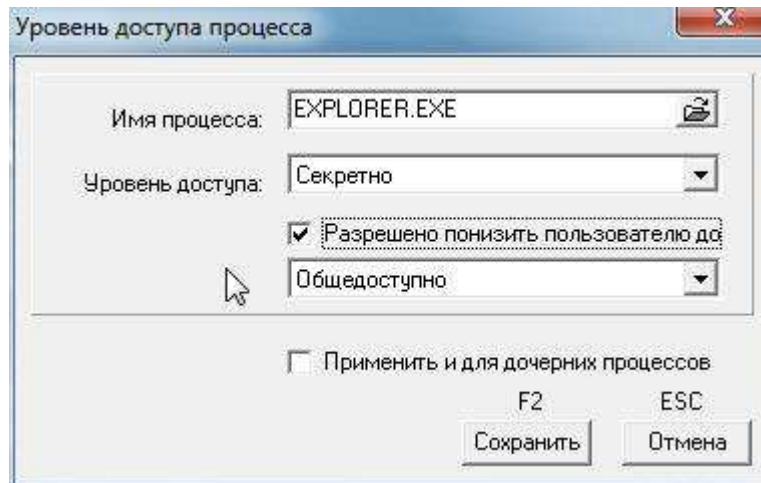 Уровень доступа процесса
Имя процесса: EXPLORER.EXE
Уровень доступа: Секретно
Разрешено понизить пользователю до
Общедоступно
Применить и для дочерних процессов
F2 ESC
Сохранить Отмена